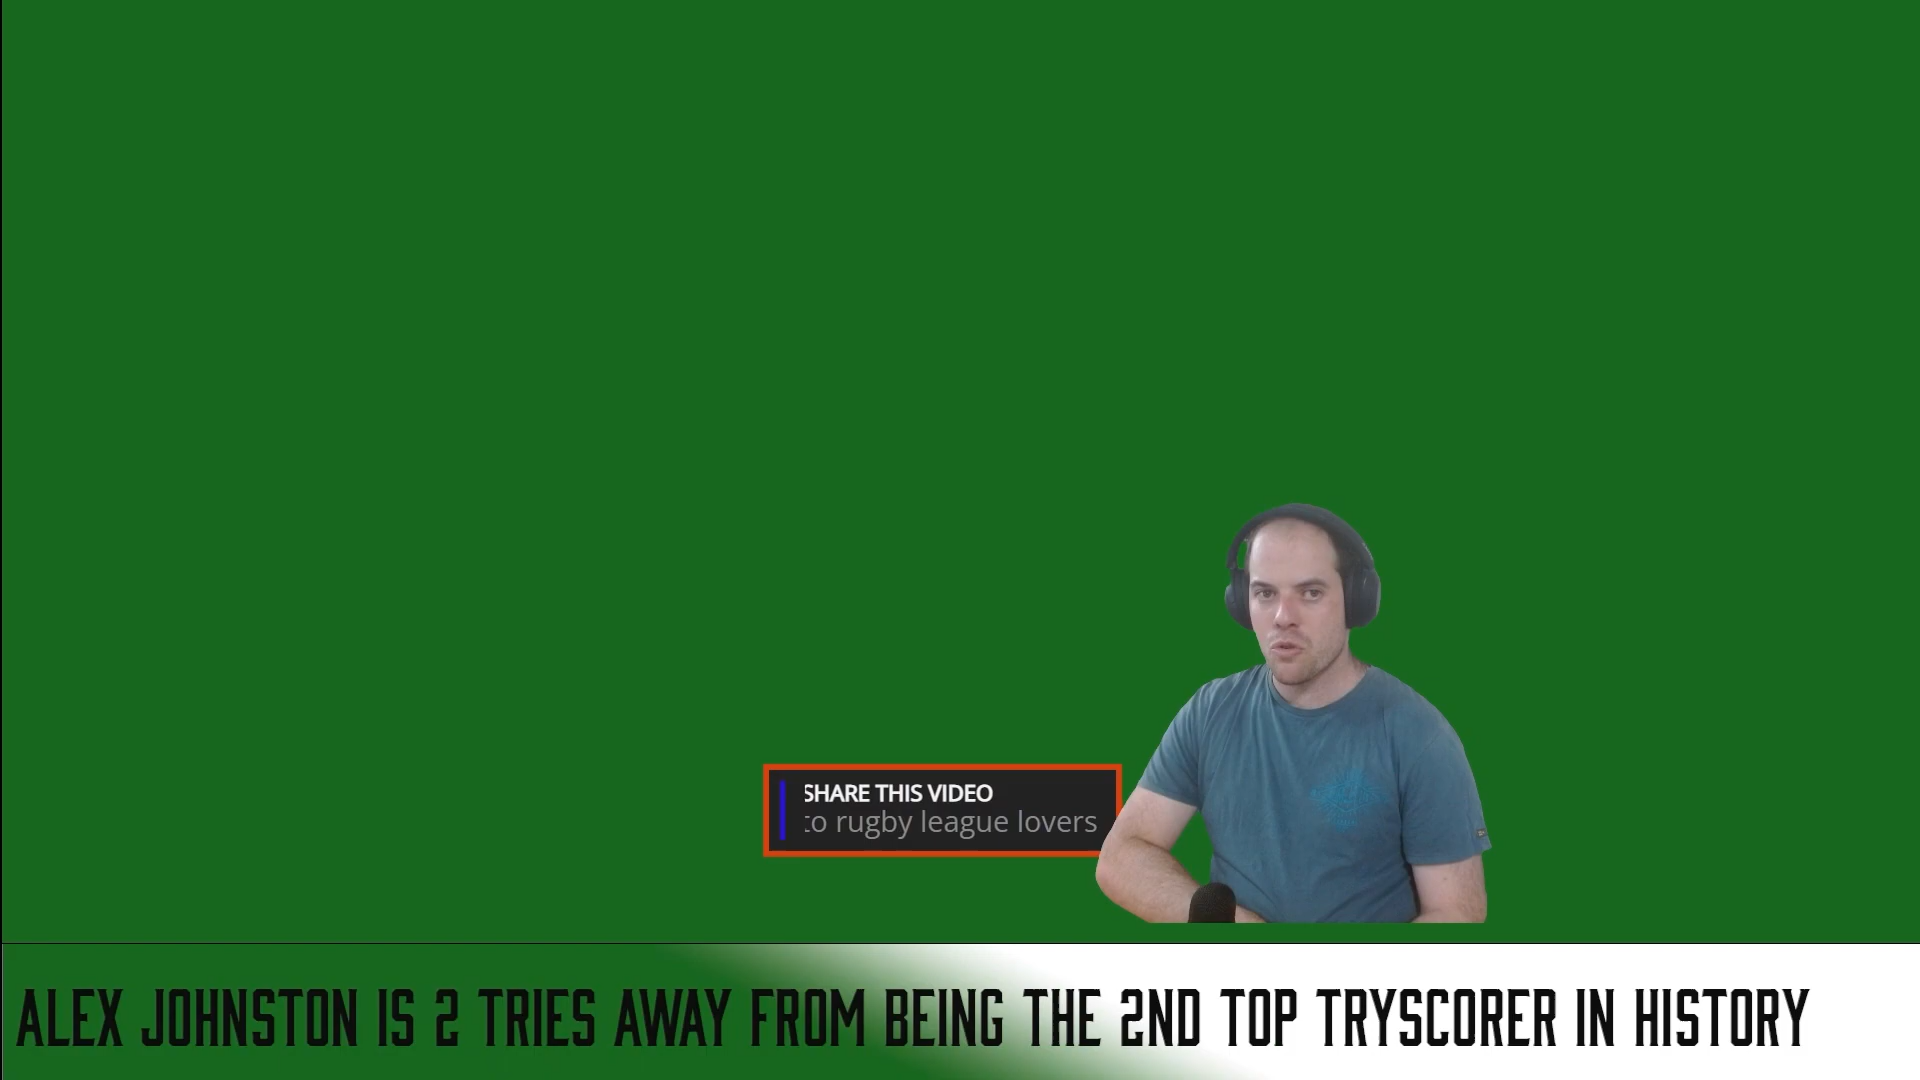 SHARE THIS VIDEO
to rugby league lovers
ALEX JOHNSTON IS 2 TRIES AWAY FROM BEING THE 2ND TOP TRYSCORER IN HISTORY